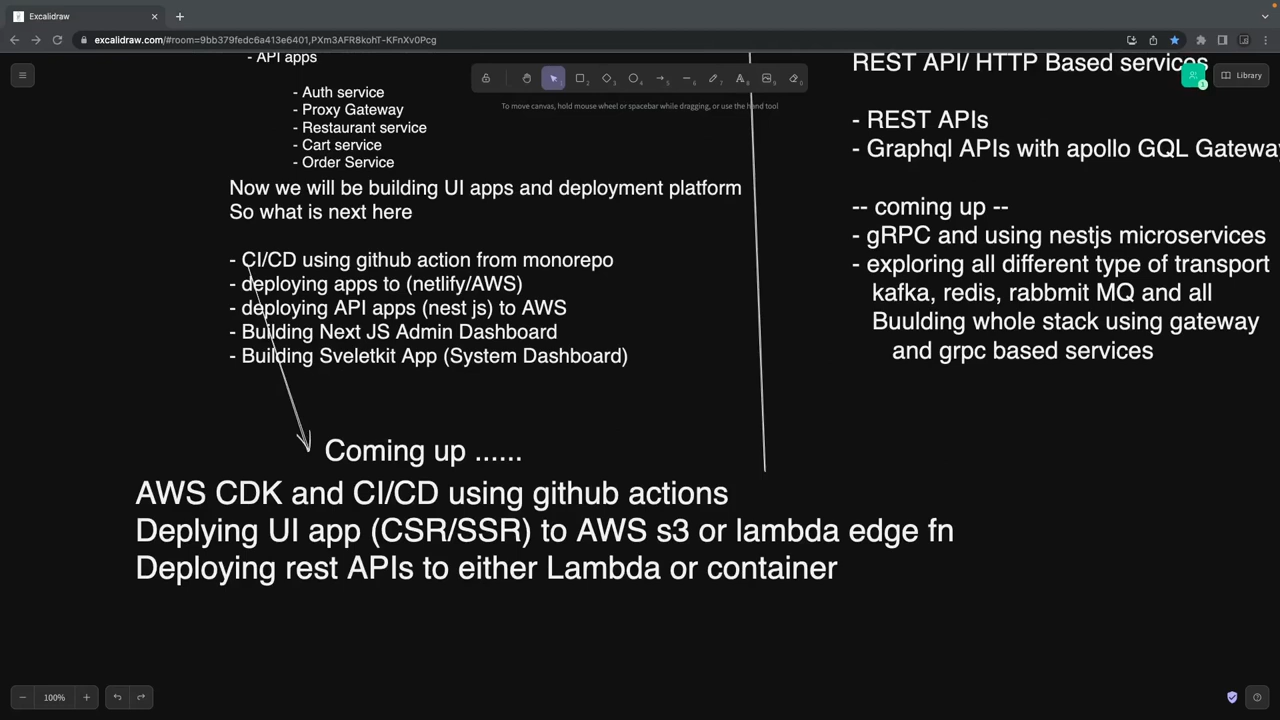 Excalidraw
excalidraw.com/#room=9bb379fedc6a413e6401,PXm3AFR8kohT-KFnXv0Pcg
- API apps
- Auth service
- Proxy Gateway
- Restaurant service
- Cart service
- Order Service
Now we will be building UI apps and deployment platform
So what is next here
- CI/CD using github action from monorepo
- deploying apps to (netlify/AWS)
- deploying API apps (nest js) to AWS
- Building Next JS Admin Dashboard
- Building Sveletkit App (System Dashboard)
Coming up ......
AWS CDK and CI/CD using github actions
Deplying UI app (CSR/SSR) to AWS s3 or lambda edge fn
Deploying rest APIs to either Lambda or container
To move canvas, hold mouse wheel or spacebar while dragging, or use the hand tool
REST API/ HTTP Based services
Library
- REST APIs
- Graphql APIs with apollo GQL Gateway
-- coming up --
- gRPC and using nestjs microservices
- exploring all different type of transport
kafka, redis, rabbmit MQ and all
Buulding whole stack using gateway
and grpc based services
100%